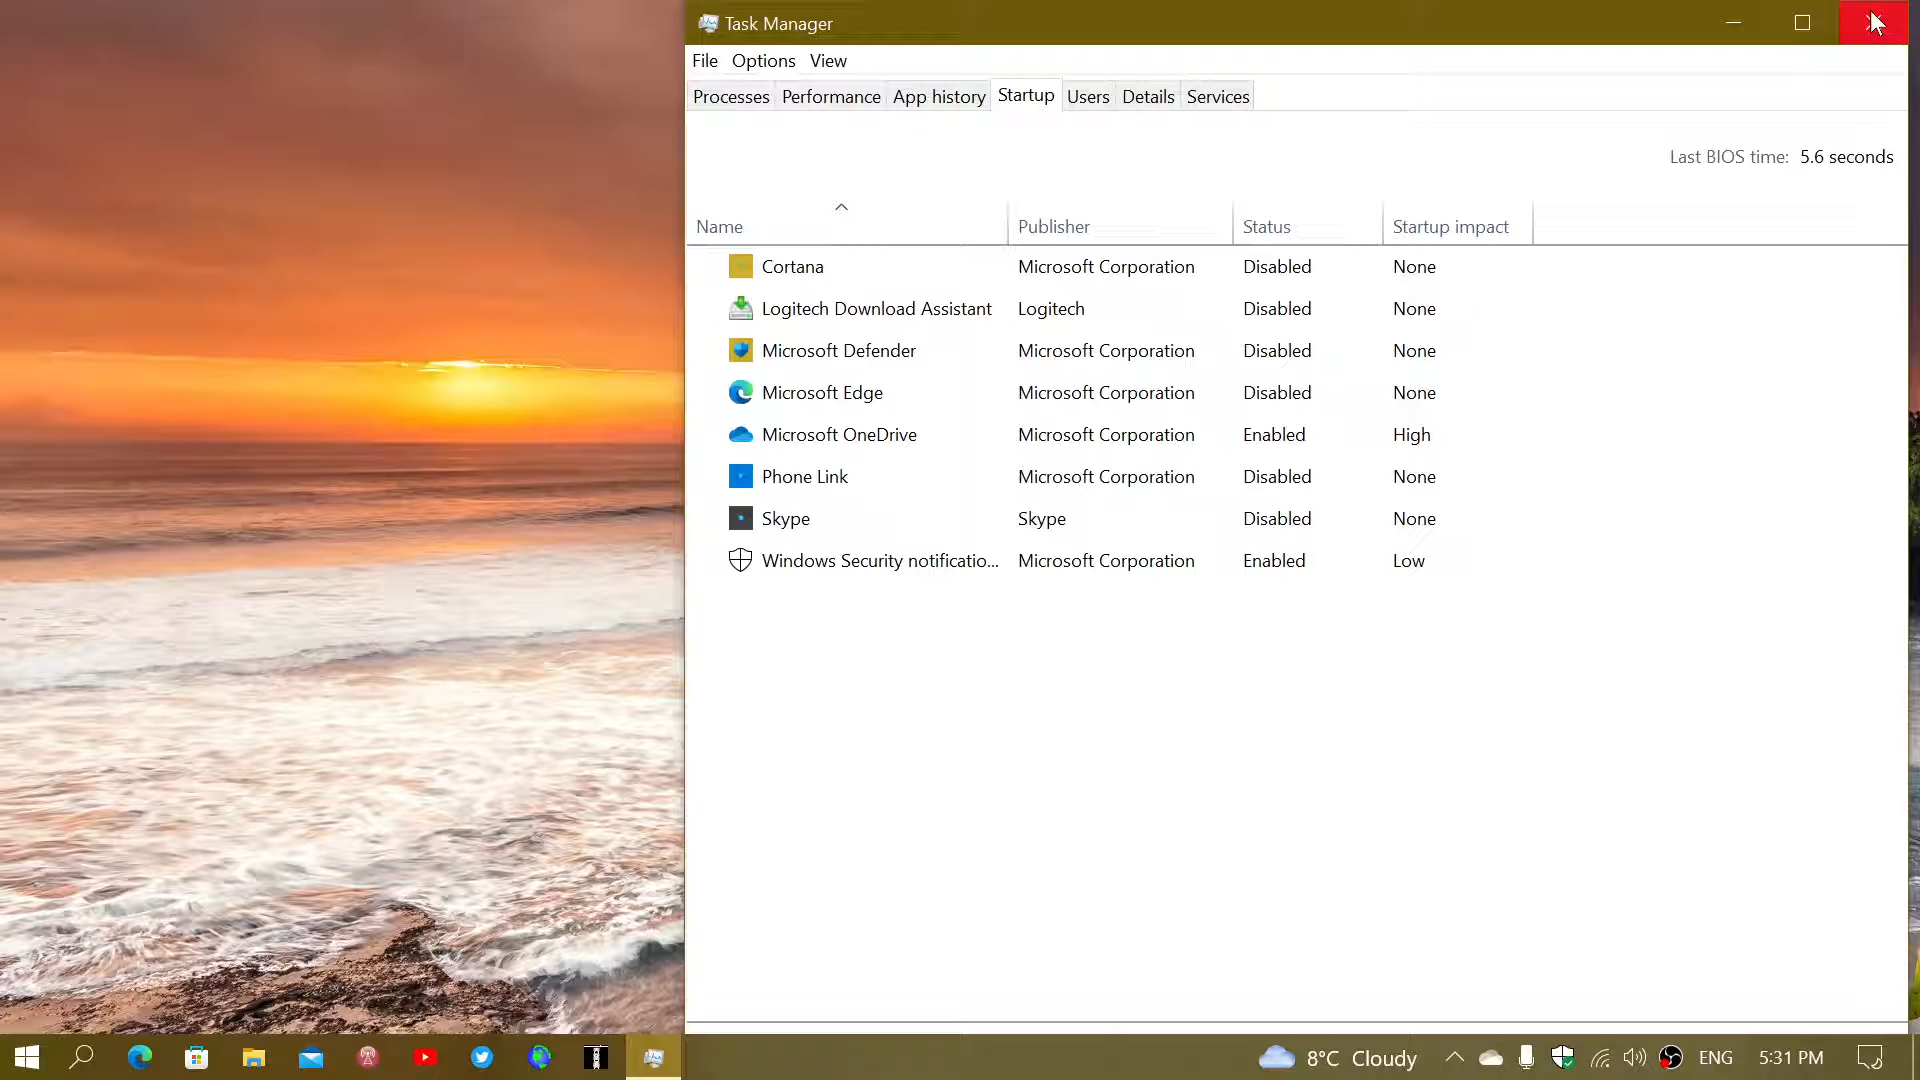 Task Manager
File Options View
Processes Performance App history Startup Users Details Services
Last BIOS time: 5.6 seconds
Name Publisher Status Startup impact
Cortana Microsoft Corporation Disabled None
Logitech Download Assistant Logitech Disabled None
Microsoft Defender Microsoft Corporation Disabled None
Microsoft Edge Microsoft Corporation Disabled None
Microsoft OneDrive Microsoft Corporation Enabled High
Phone Link Microsoft Corporation Disabled None
Skype Skype Disabled None
Windows Security notificatio... Microsoft Corporation Enabled Low
8°C Cloudy ENG 5:31 PM